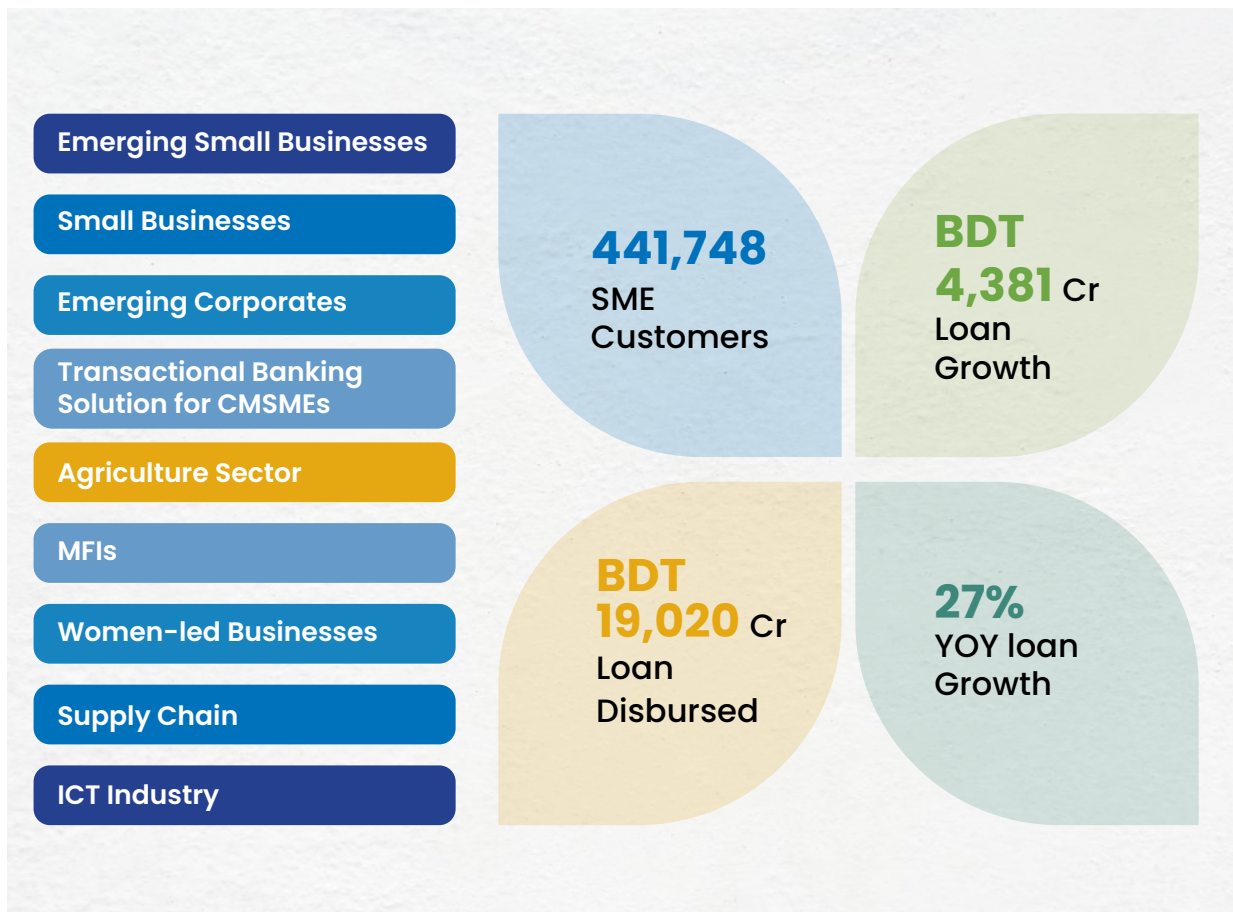 Emerging Small Businesses
Small Businesses
Emerging Corporates
Transactional Banking
Solution for CMSMEs
Agriculture Sector
MFIs
Women-led Businesses
Supply Chain
ICT Industry
441,748
SME
Customers
BDT
4,381 Cr
Loan
Growth
BDT
19,020 Cr
Loan
Disbursed
27%
YOY loan
Growth